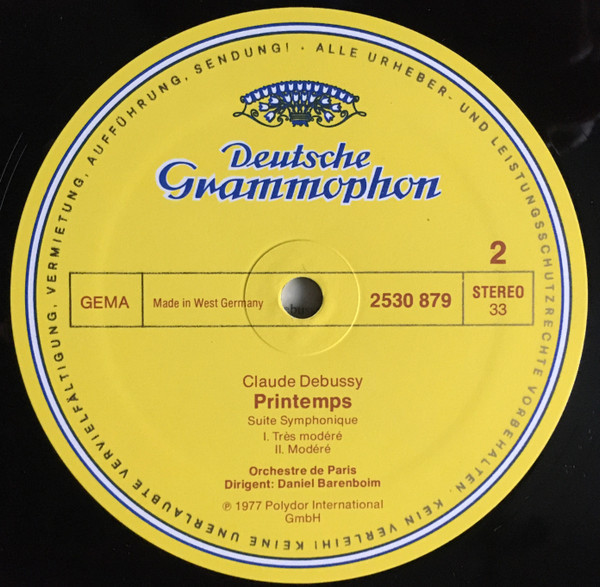 ALLE URHEBER- UND LEISTUNGSSCHUTZRECHTE VORBEHALTEN · KEIN VERLEIH! KEINE UNERLAUBTE VERVIELFÄLTIGUNG, VERMIETUNG, AUFFÜHRUNG, SENDUNG! ·
Deutsche
Grammophon
2
GEMA
Made in West Germany
2530 879
STEREO
33
Claude Debussy
Printemps
Suite Symphonique
I. Très modéré
II. Modéré
Orchestre de Paris
Dirigent: Daniel Barenboim
℗ 1977 Polydor International
GmbH